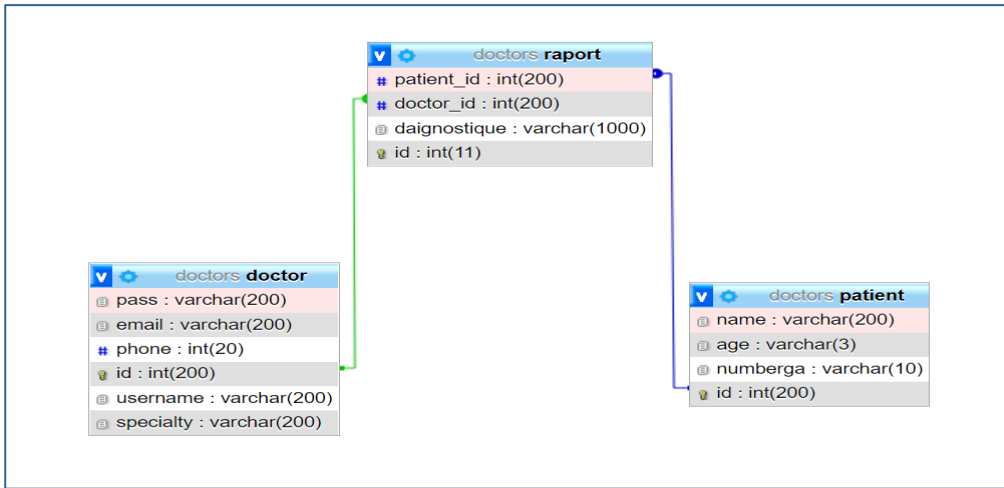 doctors raport
patient_id : int(200)
doctor_id : int(200)
daignostique : varchar(1000)
id : int(11)
doctors doctor
pass : varchar(200)
email : varchar(200)
phone : int(20)
id : int(200)
username : varchar(200)
specialty : varchar(200)
doctors patient
name : varchar(200)
age : varchar(3)
numberga : varchar(10)
id : int(200)